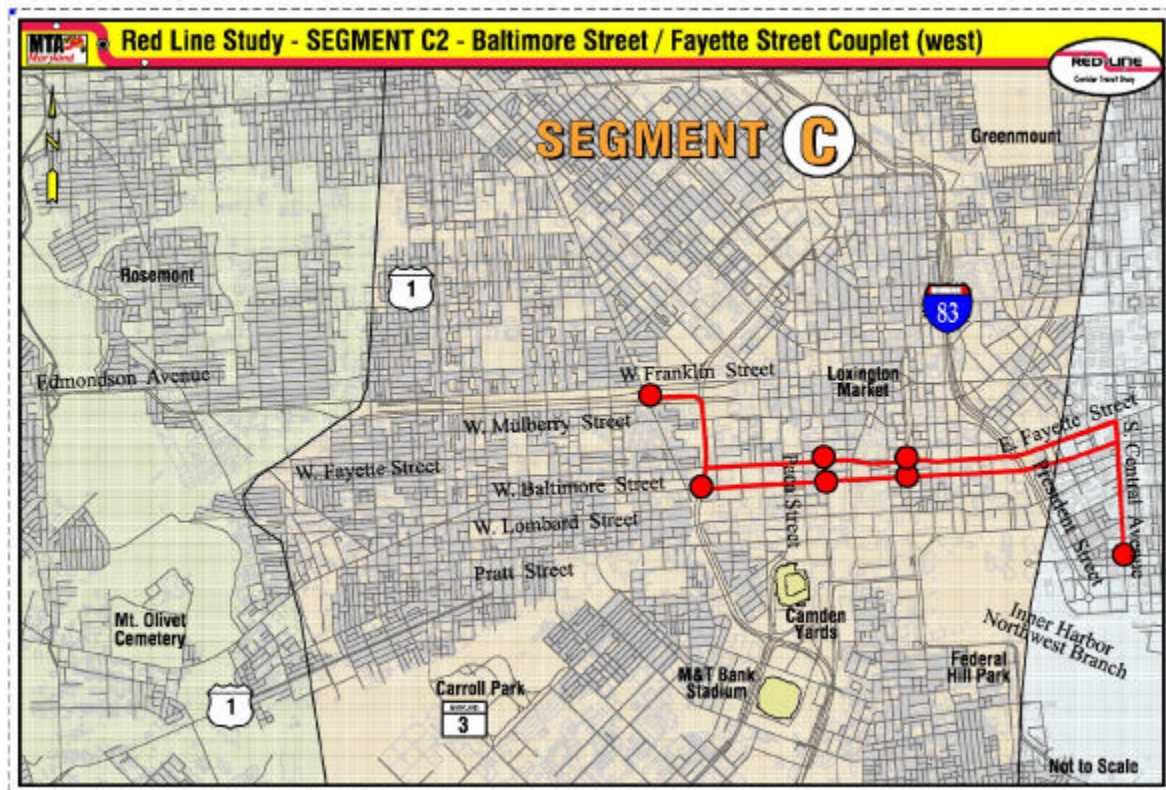 MTA
Maryland
Red Line Study - SEGMENT C2 - Baltimore Street / Fayette Street Couplet (west)
RED LINE
Corridor Transit Study
N
SEGMENT C
Greenmount
Rosemont
1
83
Edmondson Avenue
W. Franklin Street
Lexington
Market
W. Mulberry Street
E. Fayette Street
W. Fayette Street
W. Baltimore Street
Paca Street
President Street
S. Central Avenue
W. Lombard Street
Pratt Street
Mt. Olivet
Cemetery
Camden
Yards
Inner Harbor
Northwest Branch
M&T Bank
Stadium
Federal
Hill Park
Carroll Park
1
MARYLAND
3
Not to Scale